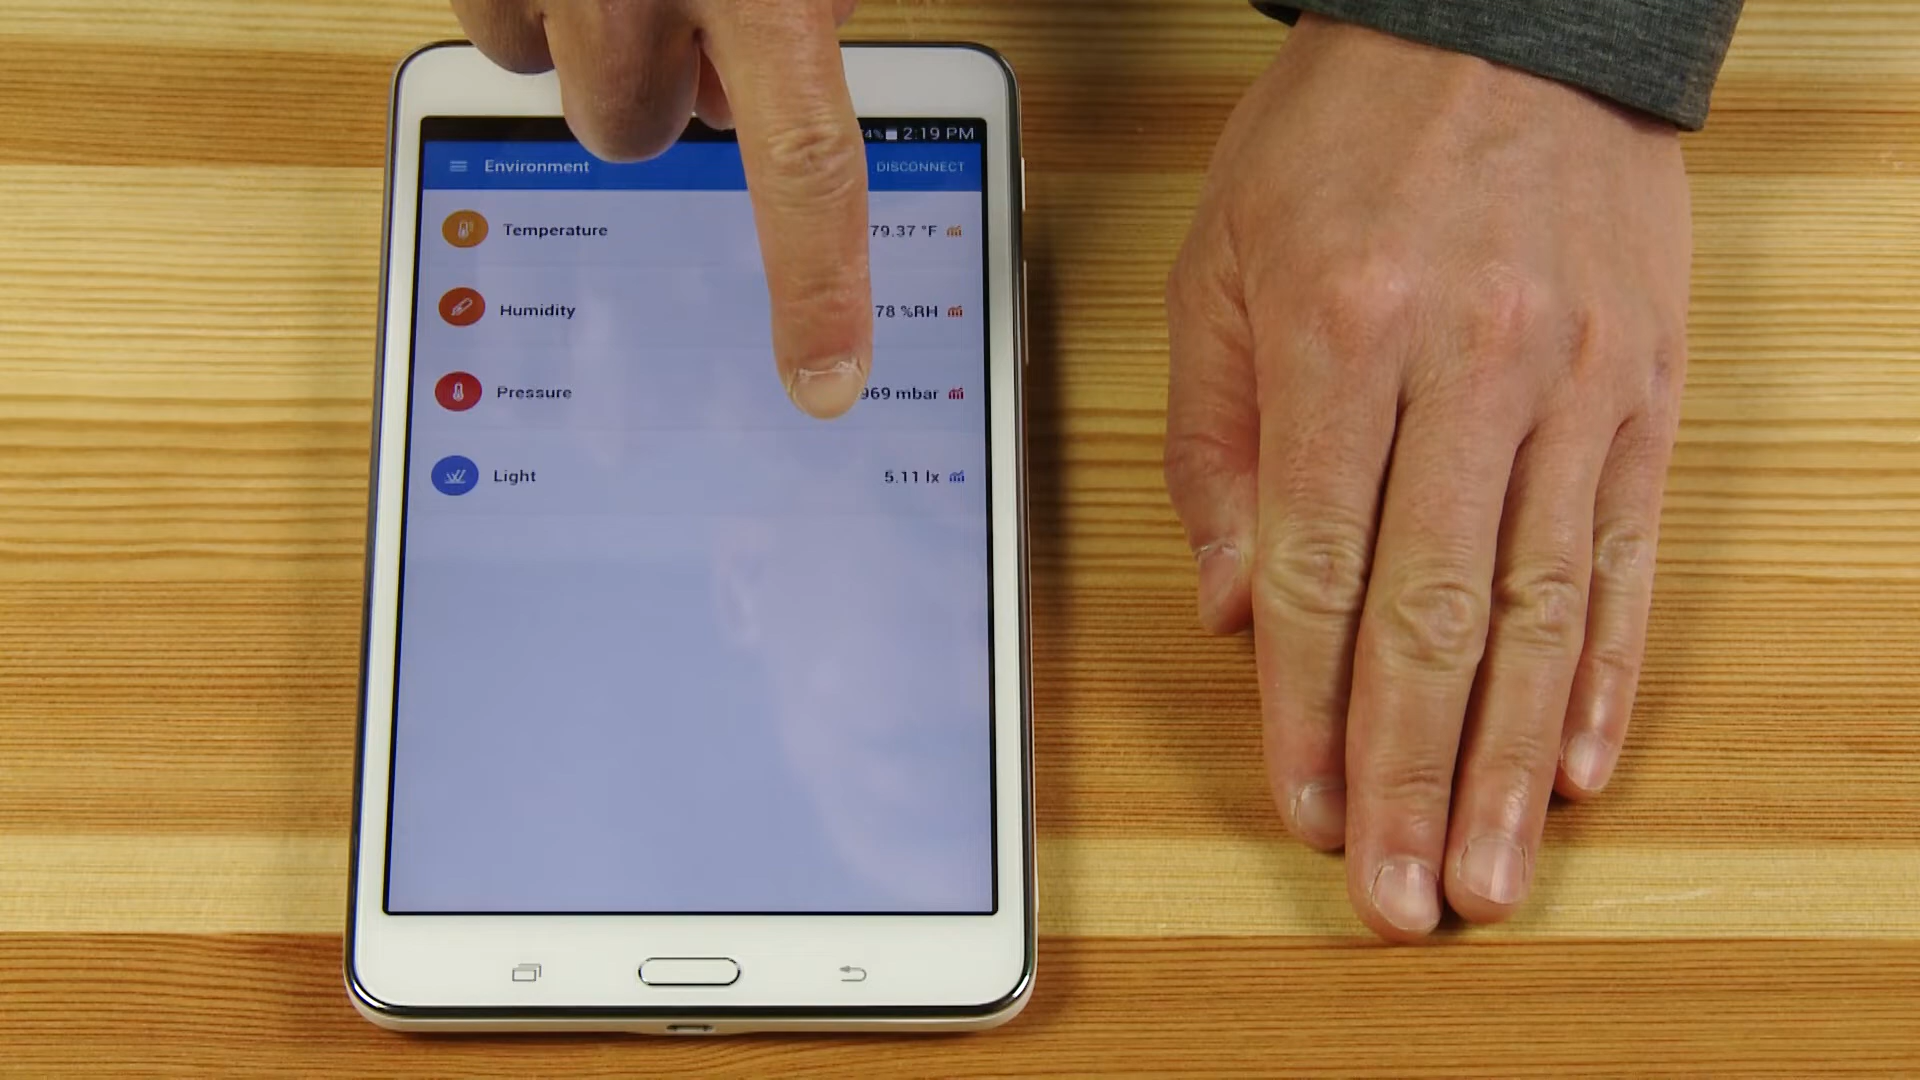 2:19 PM
Environment DISCONNECT
Temperature 79.37 °F
Humidity 78 %RH
Pressure 969 mbar
Light 5.11 lx